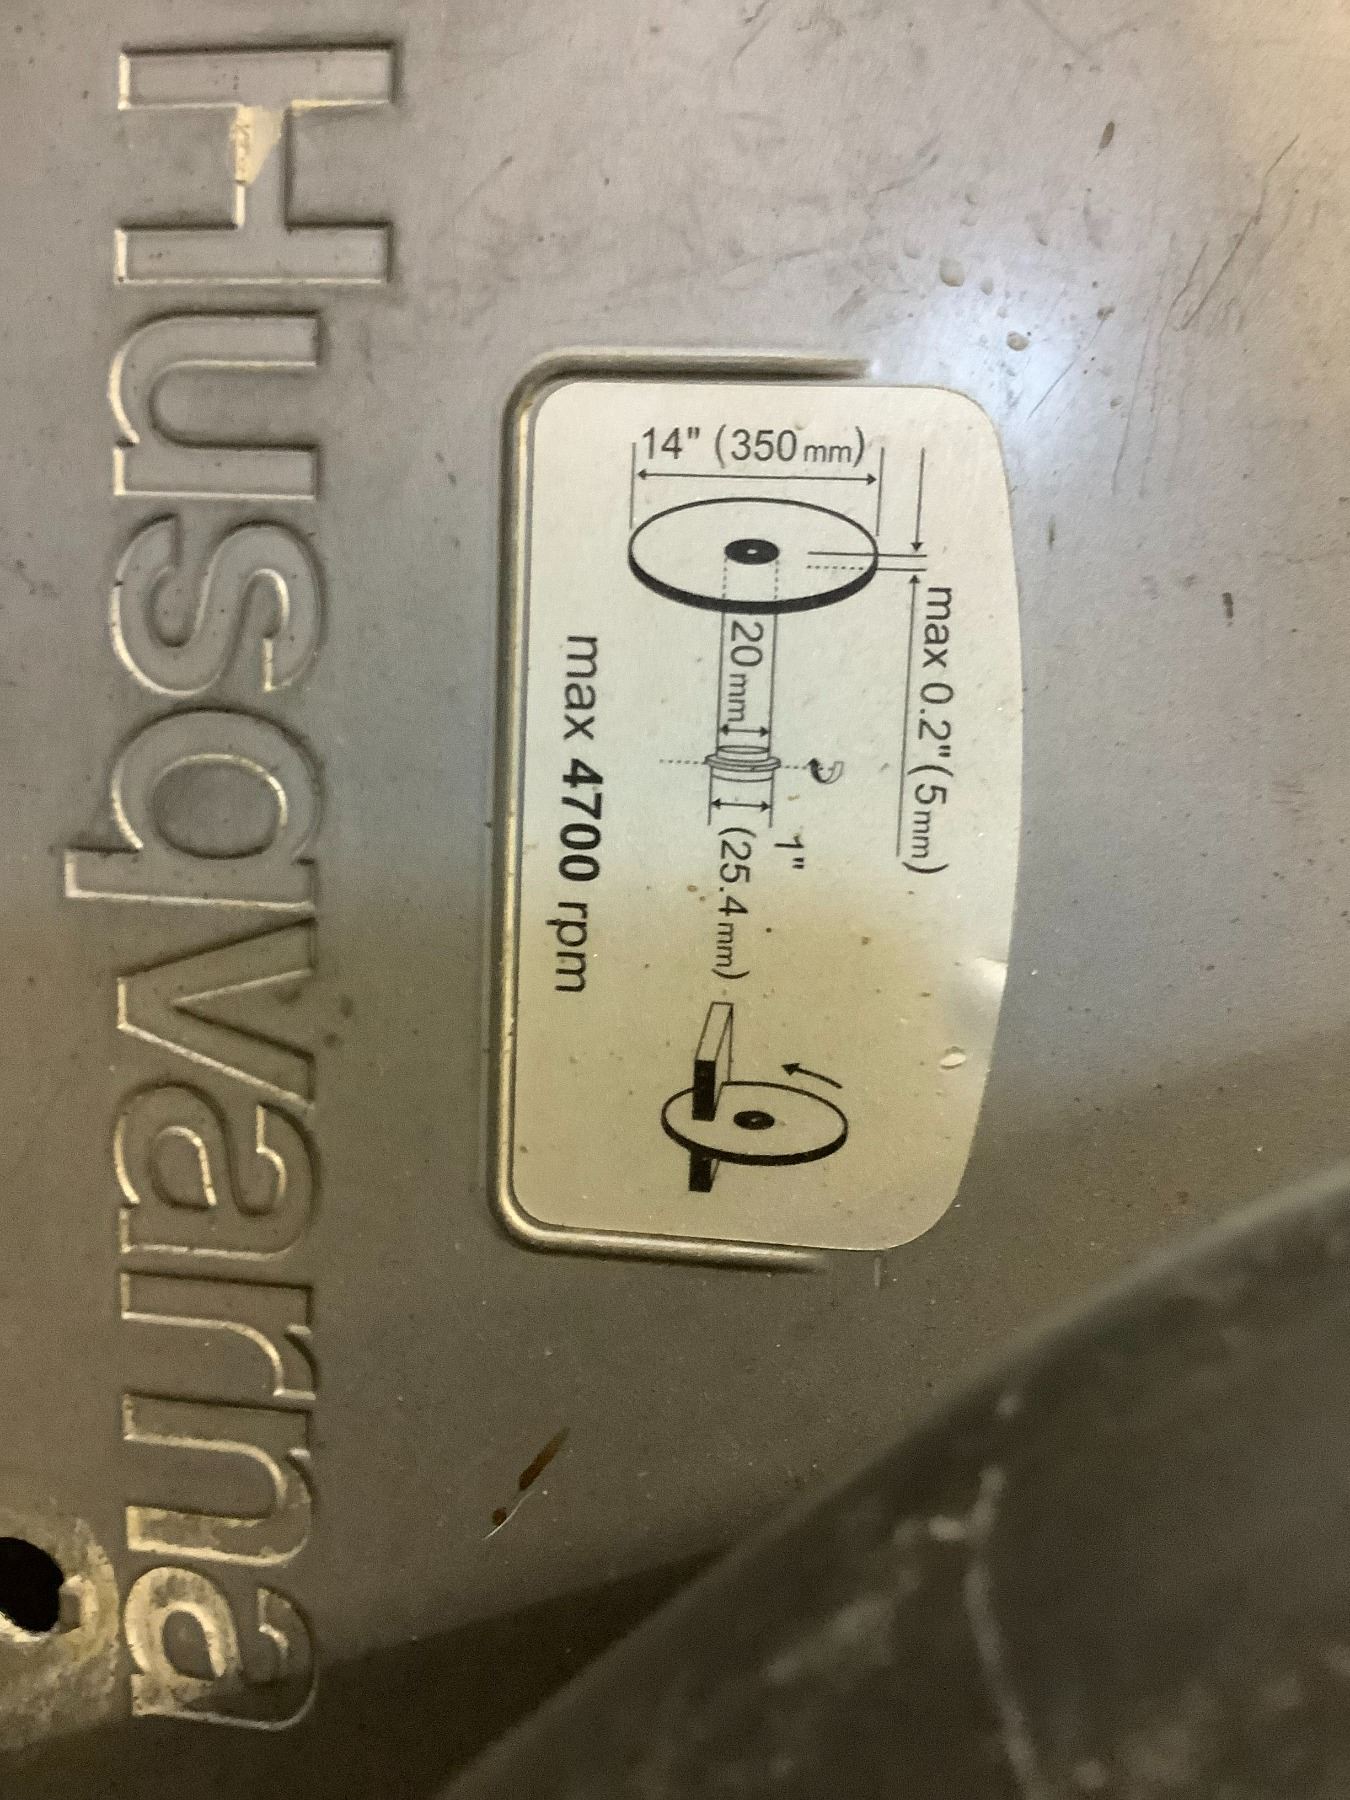 Husqvarna
14" (350mm)
max 0.2" (5mm)
20mm
1"
(25.4mm)
max 4700 rpm